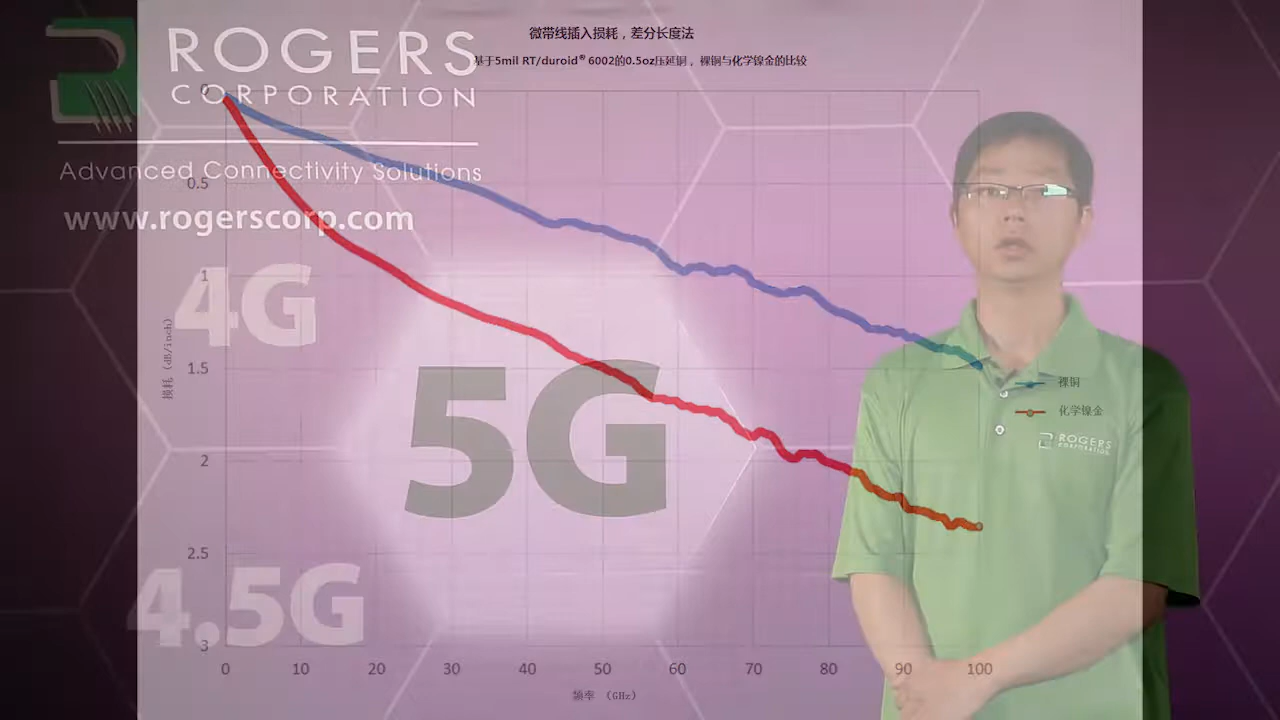 微带线插入损耗，差分长度法
基于5mil RT/duroid® 6002的0.5oz压延铜，裸铜与化学镍金的比较
ROGERS
CORPORATION
Advanced Connectivity Solutions
www.rogerscorp.com
4G
5G
4.5G
0
0.5
1
1.5
2
2.5
3
损耗（dB/inch）
0 10 20 30 40 50 60 70 80 90 100
频率 （GHz）
裸铜
化学镍金
ROGERS
CORPORATION